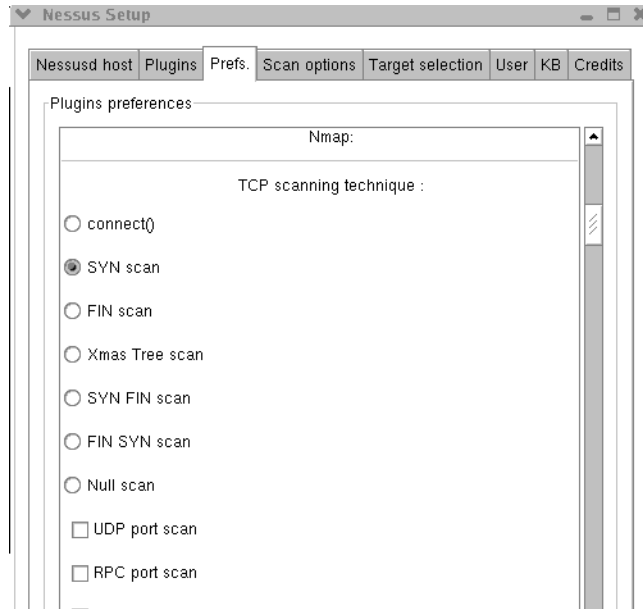 Nessus Setup
Nessusd host Plugins Prefs. Scan options Target selection User KB Credits
Plugins preferences
Nmap:
TCP scanning technique :
connect()
SYN scan
FIN scan
Xmas Tree scan
SYN FIN scan
FIN SYN scan
Null scan
UDP port scan
RPC port scan